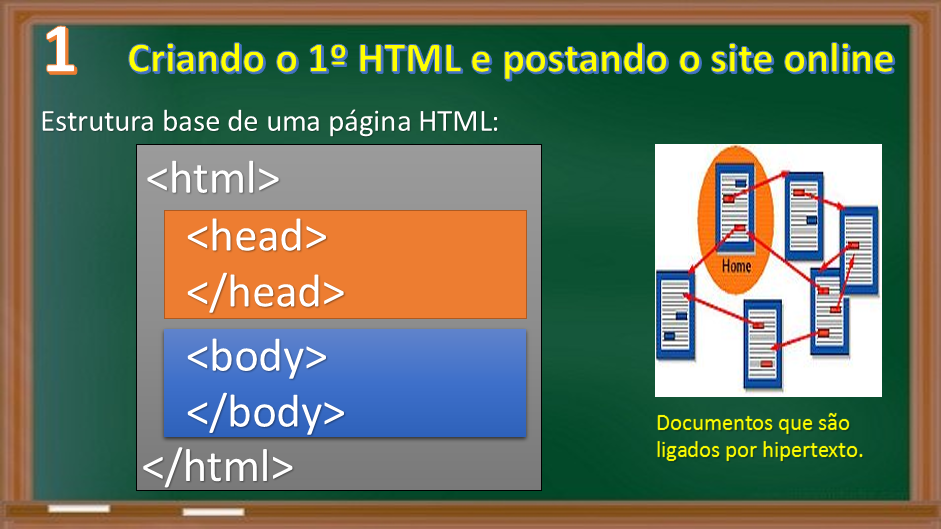 1 Criando o 1º HTML e postando o site online
Estrutura base de uma página HTML:
<html>
<head>
</head>
<body>
</body>
</html>
Home
Documentos que são
ligados por hipertexto.